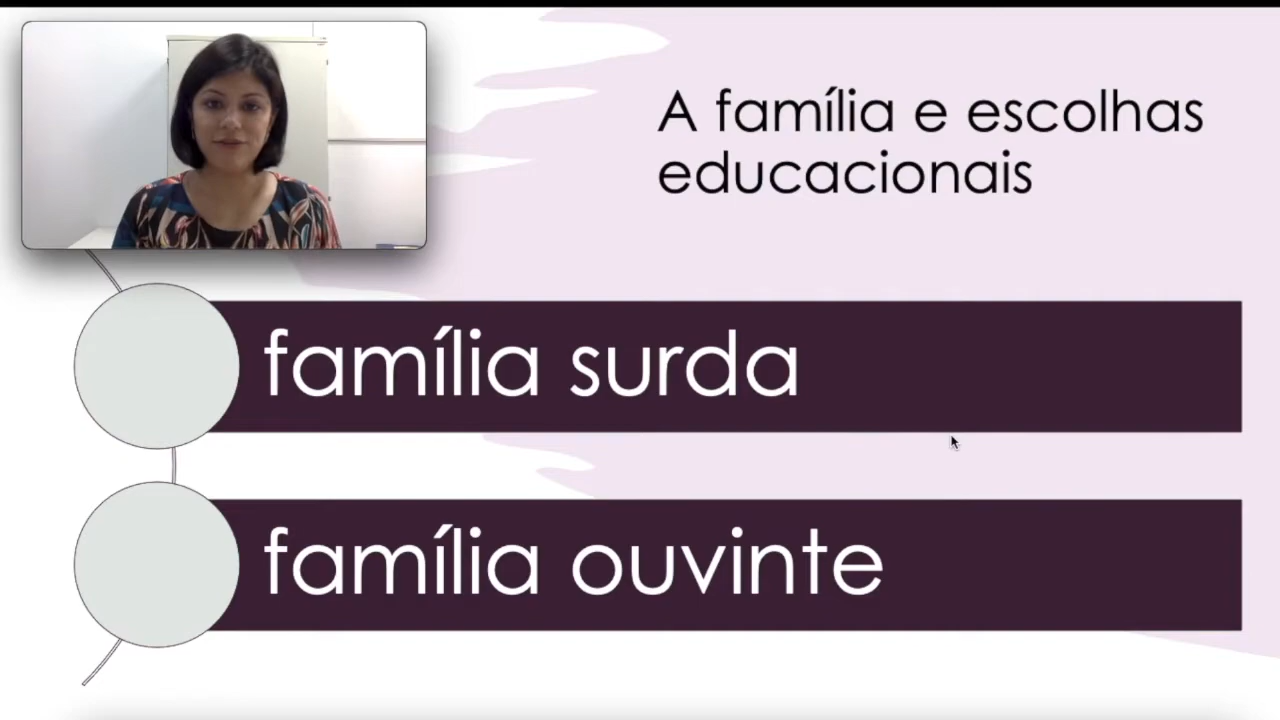 A família e escolhas
educacionais
família surda
família ouvinte